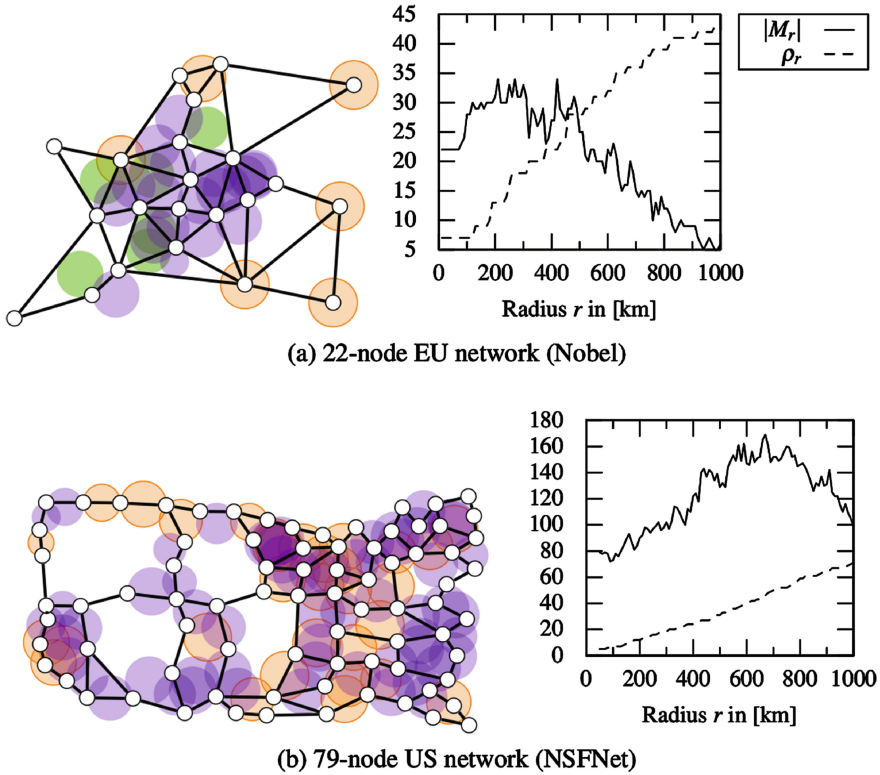 45
40
35
30
25
20
15
10
5
0 200 400 600 800 1000
Radius r in [km]
|Mr|
ρr
(a) 22-node EU network (Nobel)
180
160
140
120
100
80
60
40
20
0
0 200 400 600 800 1000
Radius r in [km]
(b) 79-node US network (NSFNet)